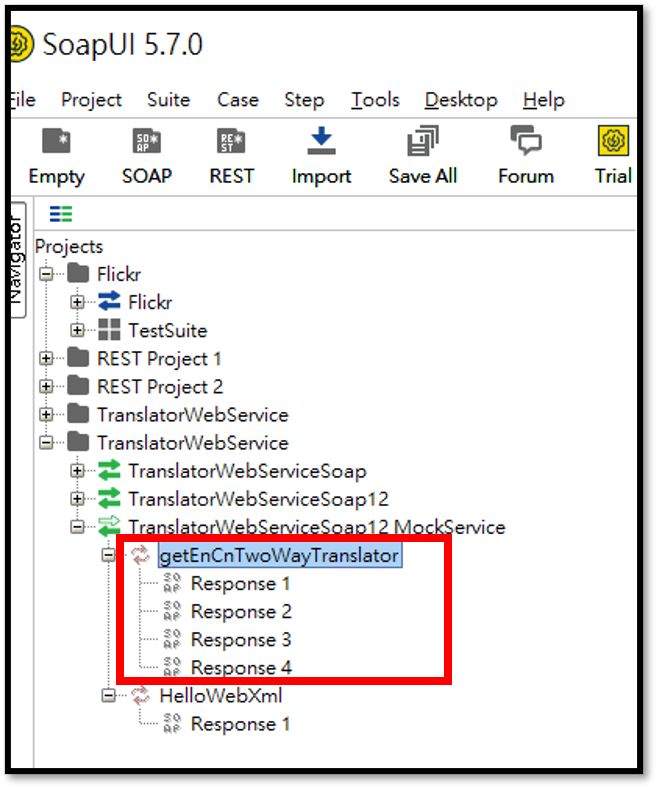 SoapUI 5.7.0
File Project Suite Case Step Tools Desktop Help
Empty SOAP REST Import Save All Forum Trial
Navigator
Projects
Flickr
Flickr
TestSuite
REST Project 1
REST Project 2
TranslatorWebService
TranslatorWebService
TranslatorWebServiceSoap
TranslatorWebServiceSoap12
TranslatorWebServiceSoap12 MockService
getEnCnTwoWayTranslator
Response 1
Response 2
Response 3
Response 4
HelloWebXml
Response 1